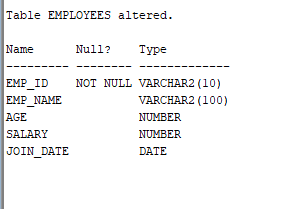 Table EMPLOYEES altered.
Name      Null?    Type
--------- -------- -------------
EMP_ID    NOT NULL VARCHAR2(10)
EMP_NAME           VARCHAR2(100)
AGE                NUMBER
SALARY             NUMBER
JOIN_DATE          DATE